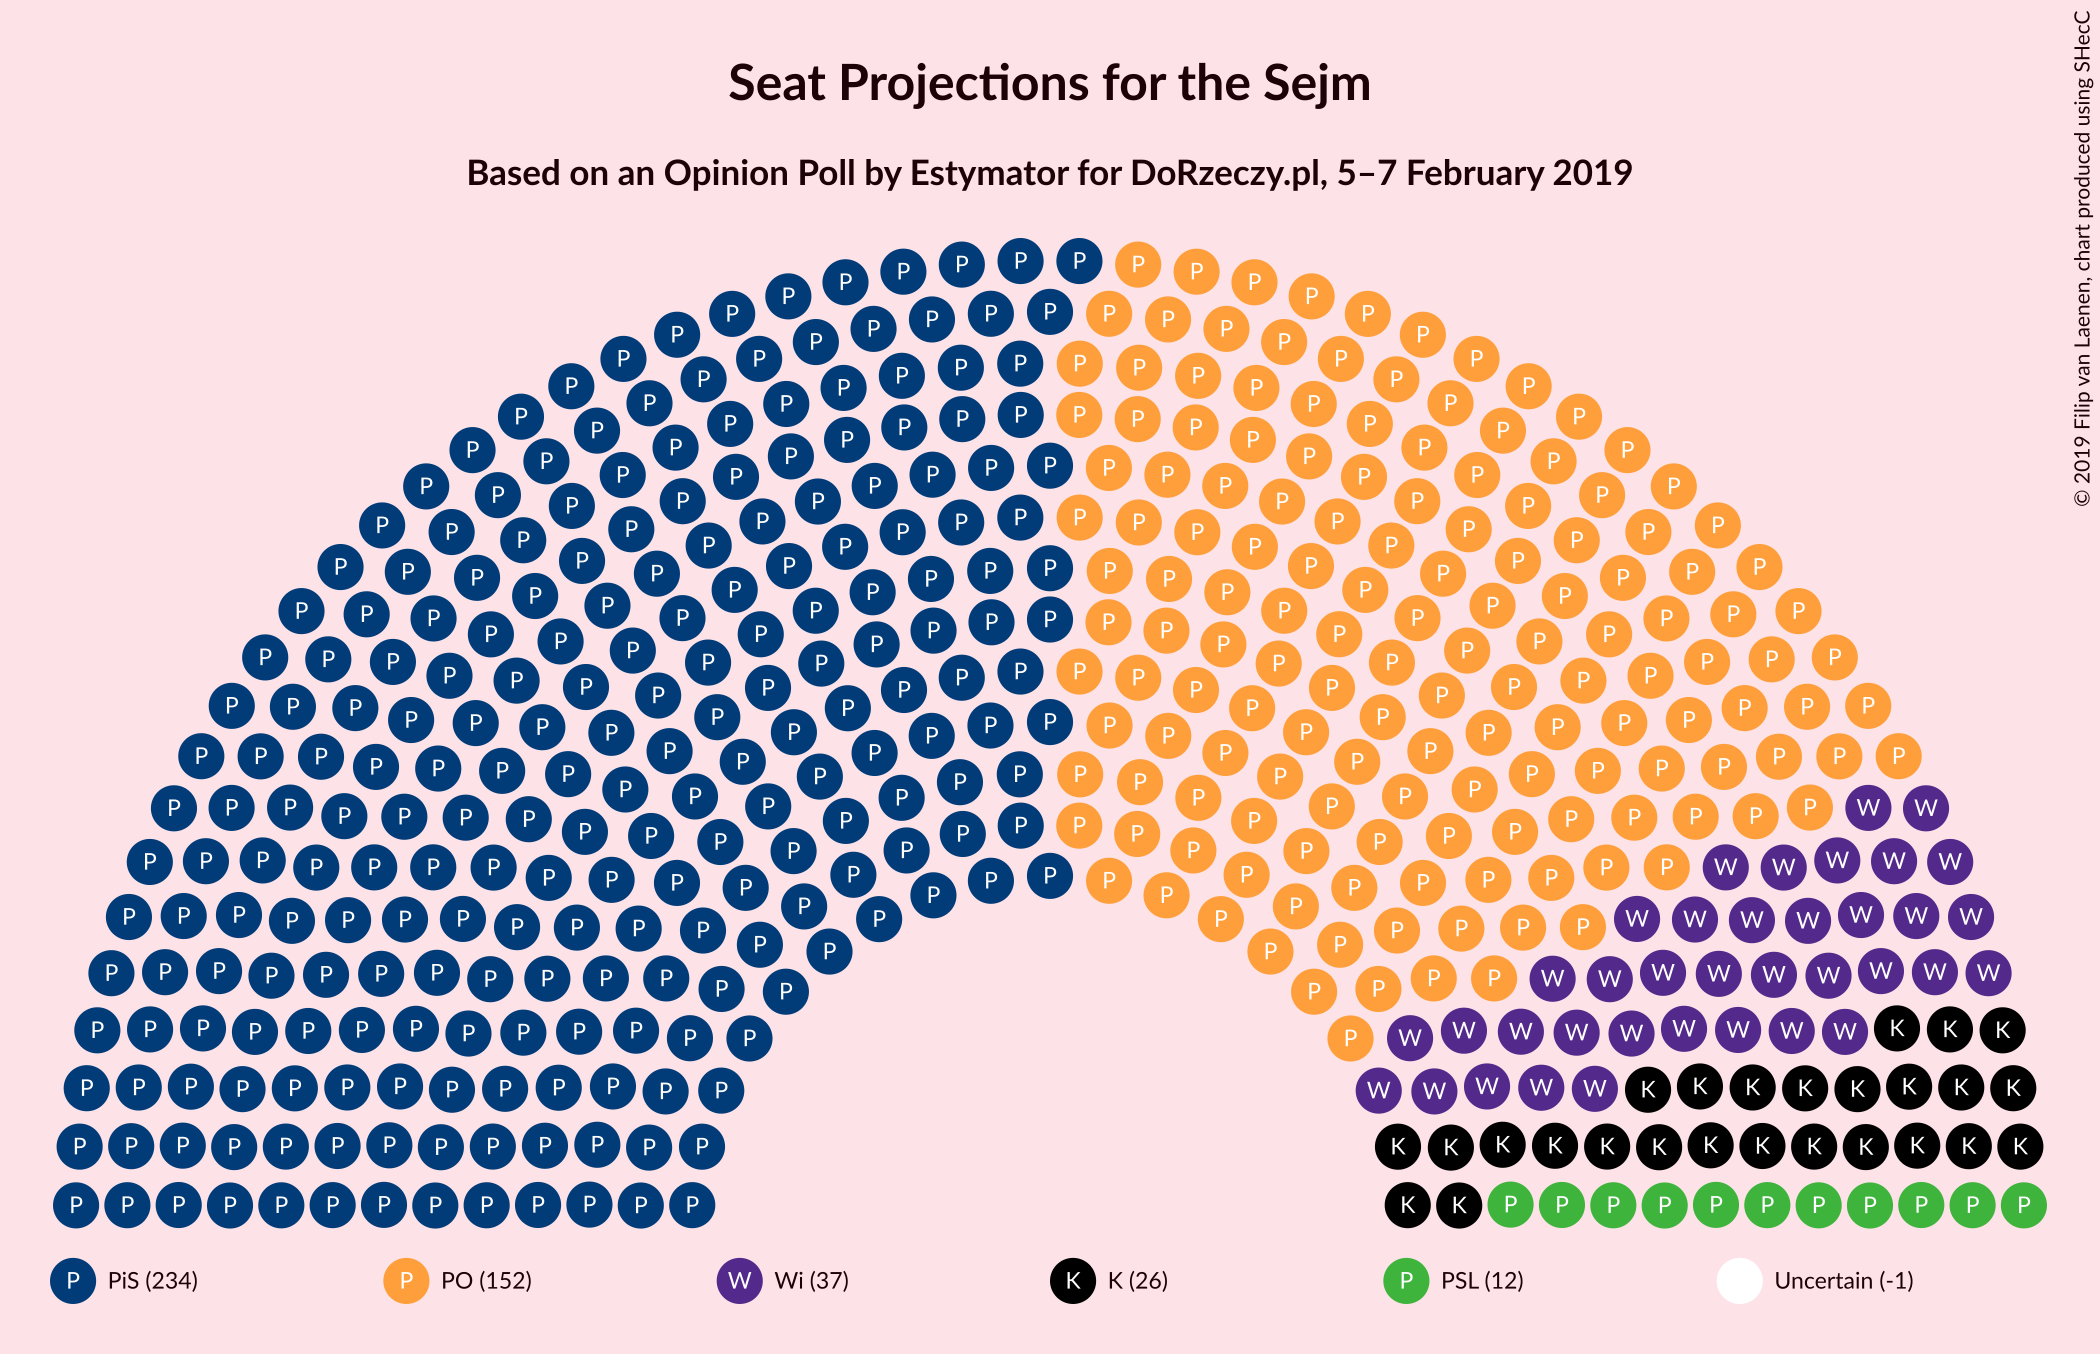 Seat Projections for the Sejm
Based on an Opinion Poll by Estymator for DoRzeczy.pl, 5–7 February 2019
© 2019 Filip van Laenen, chart produced using SHecC
P PiS (234)
P PO (152)
W Wi (37)
K K (26)
P PSL (12)
Uncertain (-1)